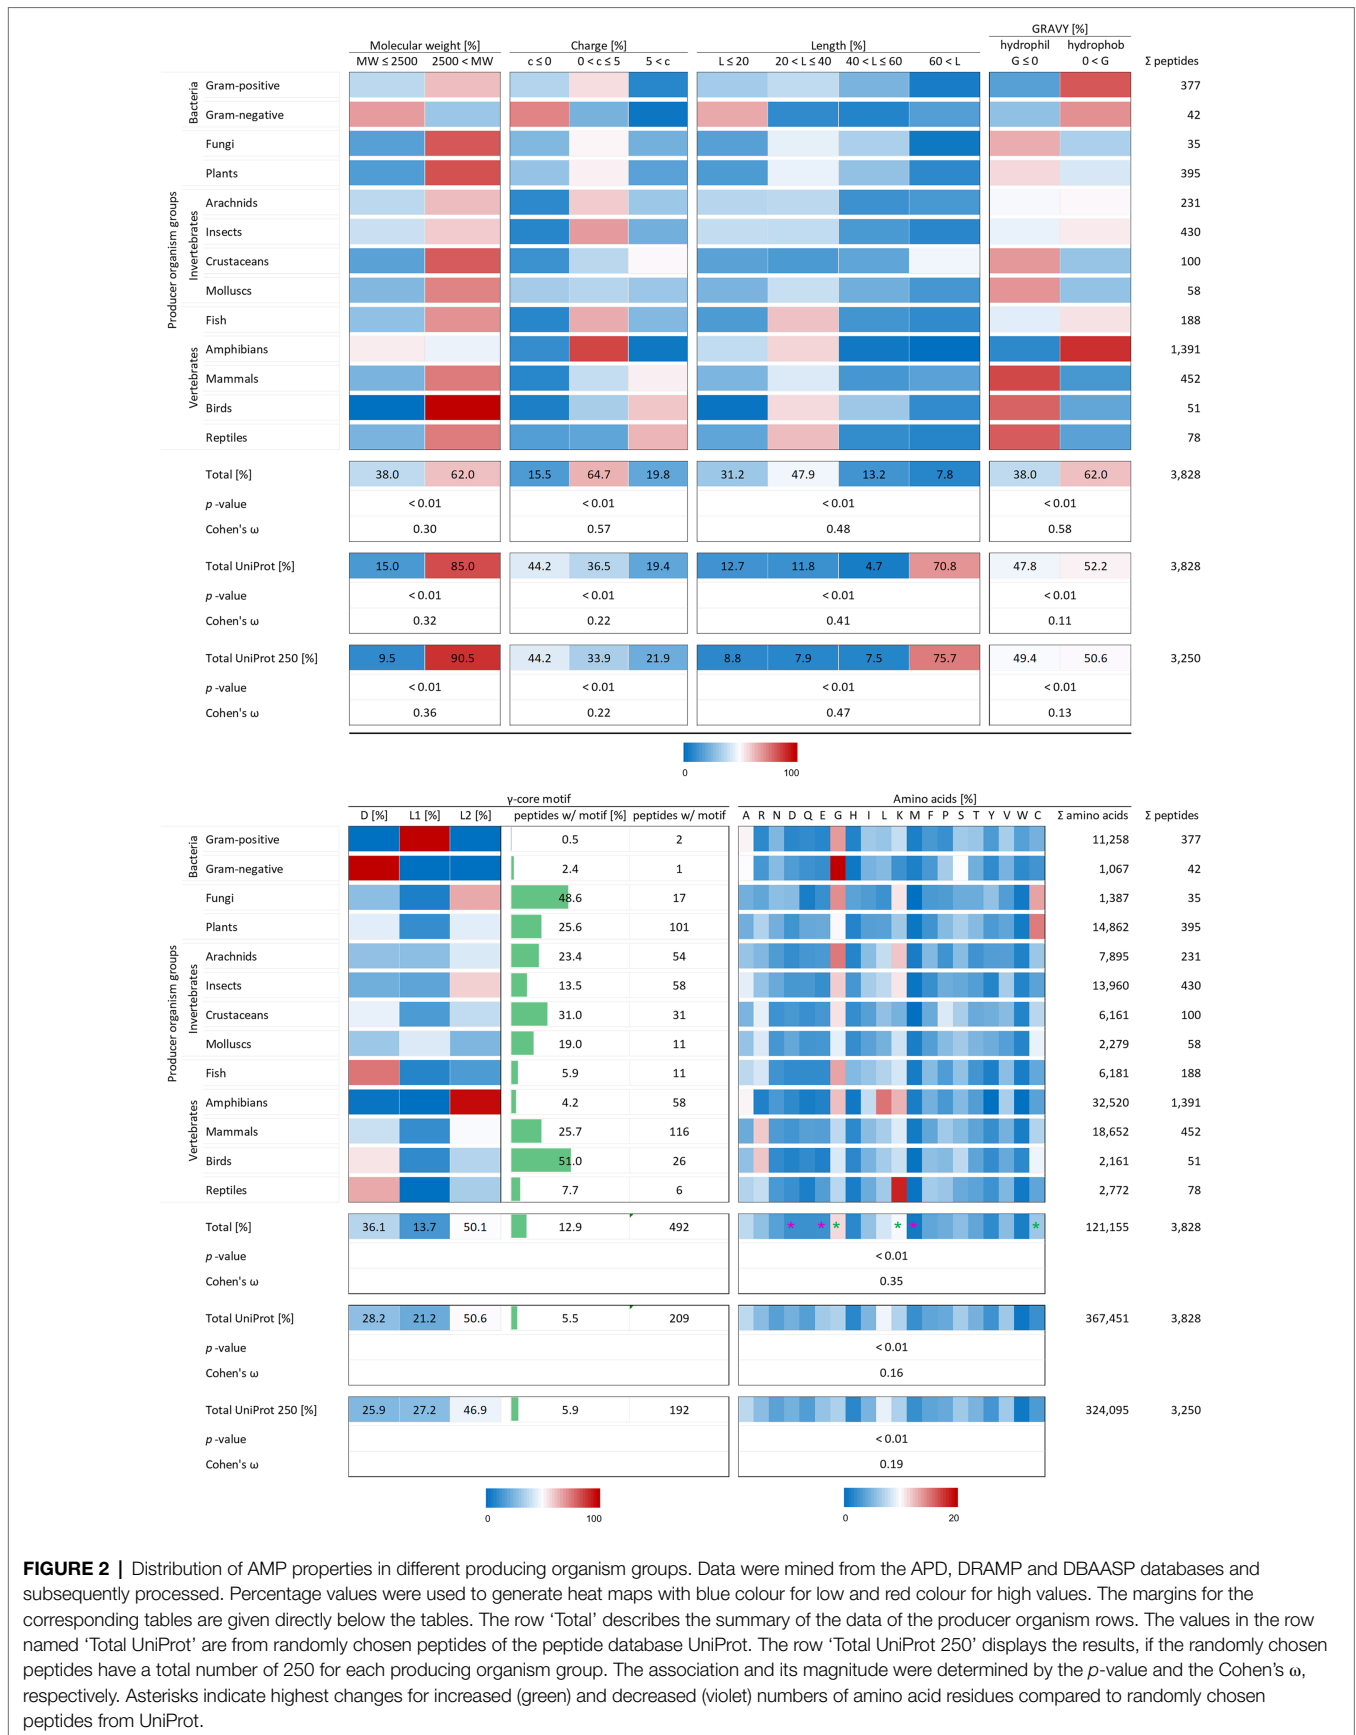 GRAVY [%]
Molecular weight [%] Charge [%] Length [%] hydrophil hydrophob
MW ≤ 2500 2500 < MW c ≤ 0 0 < c ≤ 5 5 < c L ≤ 20 20 < L ≤ 40 40 < L ≤ 60 60 < L G ≤ 0 0 < G Σ peptides
Producer organism groups
Bacteria
Gram-positive 377
Gram-negative 42
Fungi 35
Plants 395
Invertebrates
Arachnids 231
Insects 430
Crustaceans 100
Molluscs 58
Vertebrates
Fish 188
Amphibians 1,391
Mammals 452
Birds 51
Reptiles 78
Total [%] 38.0 62.0 15.5 64.7 19.8 31.2 47.9 13.2 7.8 38.0 62.0 3,828
p-value < 0.01 < 0.01 < 0.01 < 0.01
Cohen's ω 0.30 0.57 0.48 0.58
Total UniProt [%] 15.0 85.0 44.2 36.5 19.4 12.7 11.8 4.7 70.8 47.8 52.2 3,828
p-value < 0.01 < 0.01 < 0.01 < 0.01
Cohen's ω 0.32 0.22 0.41 0.11
Total UniProt 250 [%] 9.5 90.5 44.2 33.9 21.9 8.8 7.9 7.5 75.7 49.4 50.6 3,250
p-value < 0.01 < 0.01 < 0.01 < 0.01
Cohen's ω 0.36 0.22 0.47 0.13
0 100
γ-core motif Amino acids [%]
D [%] L1 [%] L2 [%] peptides w/ motif [%] peptides w/ motif A R N D Q E G H I L K M F P S T Y V W C Σ amino acids Σ peptides
Producer organism groups
Bacteria
Gram-positive 0.5 2 11,258 377
Gram-negative 2.4 1 1,067 42
Fungi 48.6 17 1,387 35
Plants 25.6 101 14,862 395
Invertebrates
Arachnids 23.4 54 7,895 231
Insects 13.5 58 13,960 430
Crustaceans 31.0 31 6,161 100
Molluscs 19.0 11 2,279 58
Vertebrates
Fish 5.9 11 6,181 188
Amphibians 4.2 58 32,520 1,391
Mammals 25.7 116 18,652 452
Birds 51.0 26 2,161 51
Reptiles 7.7 6 2,772 78
Total [%] 36.1 13.7 50.1 12.9 492 * * * * * * 121,155 3,828
p-value < 0.01
Cohen's ω 0.35
Total UniProt [%] 28.2 21.2 50.6 5.5 209 367,451 3,828
p-value < 0.01
Cohen's ω 0.16
Total UniProt 250 [%] 25.9 27.2 46.9 5.9 192 324,095 3,250
p-value < 0.01
Cohen's ω 0.19
0 100 0 20
FIGURE 2 | Distribution of AMP properties in different producing organism groups. Data were mined from the APD, DRAMP and DBAASP databases and
subsequently processed. Percentage values were used to generate heat maps with blue colour for low and red colour for high values. The margins for the
corresponding tables are given directly below the tables. The row ‘Total’ describes the summary of the data of the producer organism rows. The values in the row
named ‘Total UniProt’ are from randomly chosen peptides of the peptide database UniProt. The row ‘Total UniProt 250’ displays the results, if the randomly chosen
peptides have a total number of 250 for each producing organism group. The association and its magnitude were determined by the p-value and the Cohen’s ω,
respectively. Asterisks indicate highest changes for increased (green) and decreased (violet) numbers of amino acid residues compared to randomly chosen
peptides from UniProt.